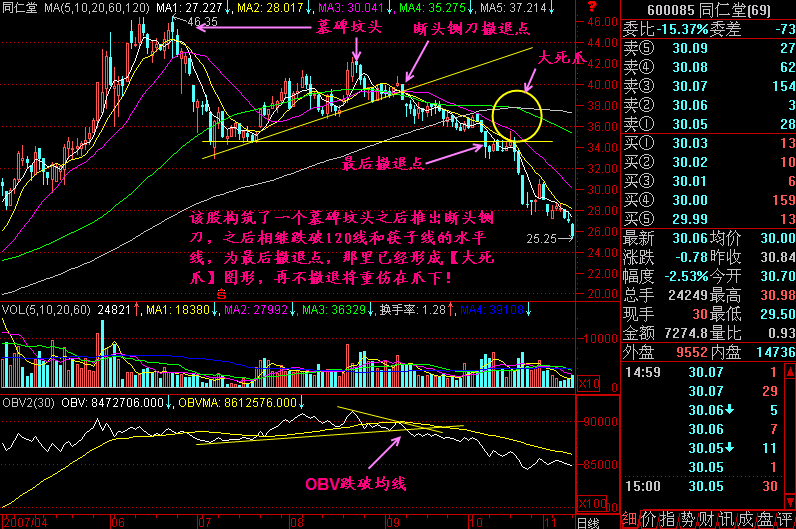 同仁堂 MA(5,10,20,60,120) MA1: 27.227↓, MA2: 28.017↓, MA3: 30.041↓, MA4: 35.275↓, MA5: 37.214↓
46.35
墓碑坟头
断头铡刀撤退点
大死爪
最后撤退点
该股构筑了一个墓碑坟头之后推出断头铡
刀，之后相继跌破120线和筷子线的水平
线，为最后撤退点，那里已经形成【大死
爪】图形，再不撤退将重伤在爪下！
25.25
S
46.00
44.00
42.00
40.00
38.00
36.00
34.00
32.00
30.00
28.00
26.00
24.00
22.00
20.00
VOL(5,10,20,60) 24821↑, MA1: 18380↓, MA2: 27992↓, MA3: 36329↓, 换手率: 1.28↑, MA4: 39100↓
10000
X10
0
OBV2(30) OBV: 8472706.000↓, OBVMA: 8612576.000↓
OBV跌破均线
90000
85000
X100
2007/04 06 07 08 09 10 11 日线
?
600085 同仁堂(69)
委比 -15.37% 委差 -73
卖⑤ 30.09 27
卖④ 30.08 62
卖③ 30.07 154
卖② 30.06 3
卖① 30.05 28
买① 30.03 13
买② 30.02 10
买③ 30.01 6
买④ 30.00 159
买⑤ 29.99 13
最新 30.06 均价 30.00
涨跌 -0.78 昨收 30.84
幅度 -2.53% 今开 30.70
总手 24249 最高 30.98
现手 30 最低 29.50
金额 7274.8 量比 0.93
外盘 9552 内盘 14736
14:59 30.07 1
30.07 29
30.06↓ 5
30.06 7
30.05↓ 11
30.05 1
15:00 30.05 30
细 价 指 势 财 讯 成 盘 评